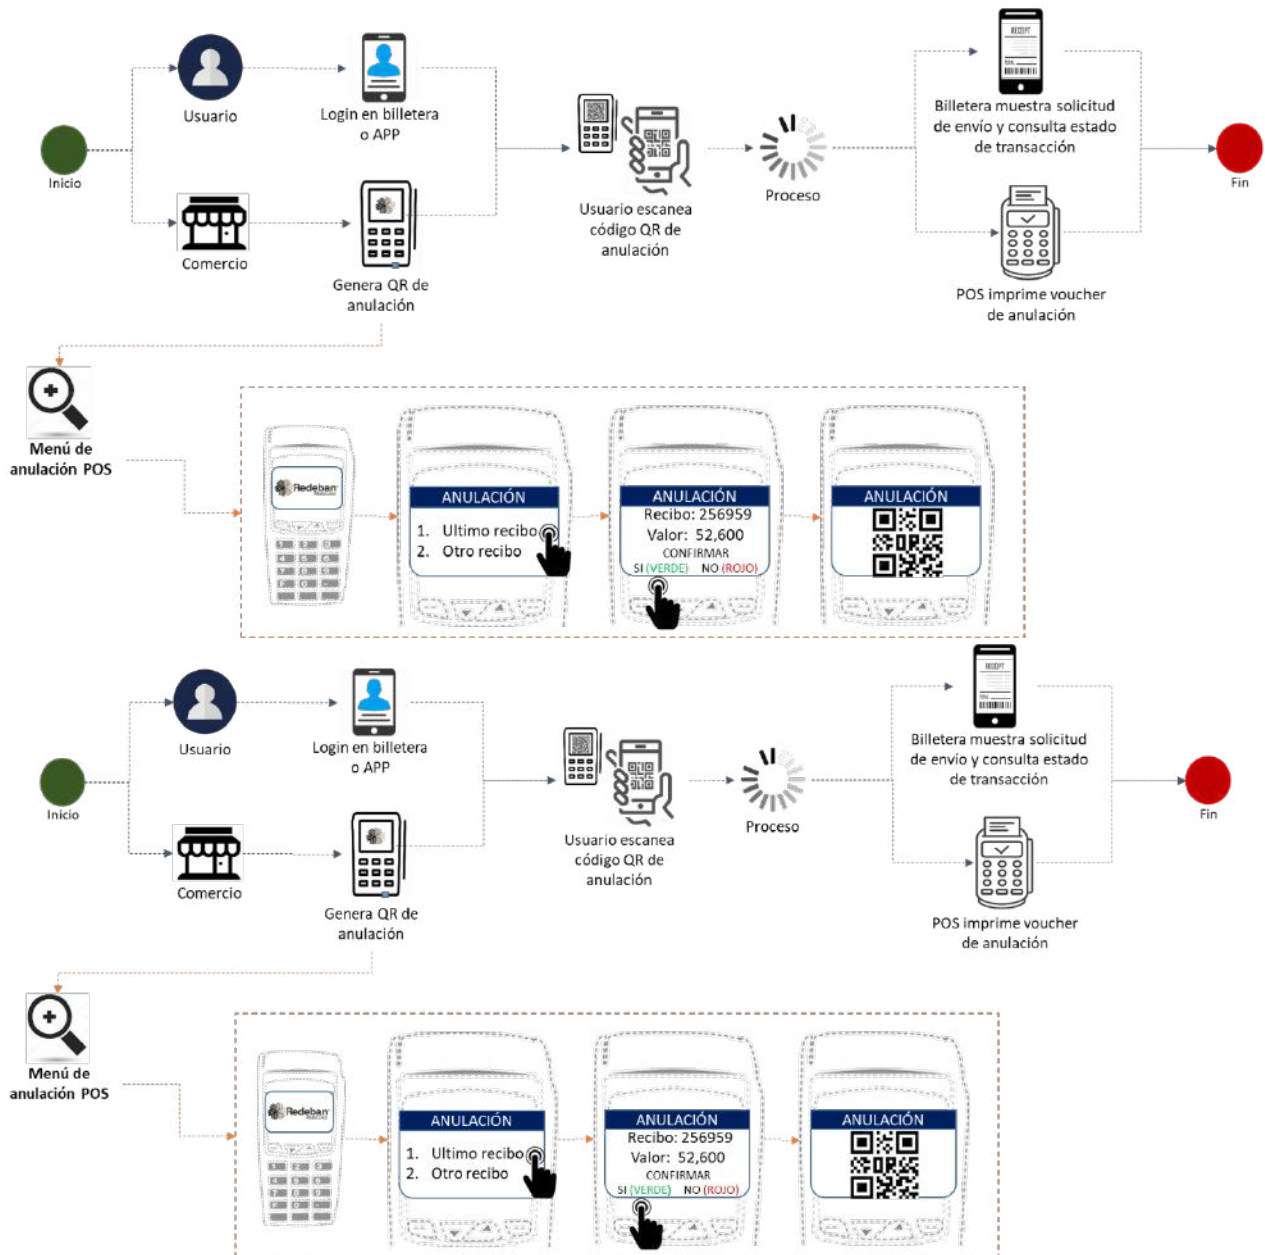 RECEIPT
Usuario
Login en billetera
o APP
Billetera muestra solicitud
de envío y consulta estado
de transacción
Inicio
Proceso
Fin
Usuario escanea
código QR de
anulación
Comercio
Genera QR de
anulación
POS imprime voucher
de anulación
Menú de
anulación POS
Redeban
ANULACIÓN
1. Ultimo recibo
2. Otro recibo
ANULACIÓN
Recibo: 256959
Valor: 52,600
CONFIRMAR
SI (VERDE) NO (ROJO)
ANULACIÓN
RECEIPT
Usuario
Login en billetera
o APP
Billetera muestra solicitud
de envío y consulta estado
de transacción
Inicio
Proceso
Fin
Usuario escanea
código QR de
anulación
Comercio
Genera QR de
anulación
POS imprime voucher
de anulación
Menú de
anulación POS
Redeban
ANULACIÓN
1. Ultimo recibo
2. Otro recibo
ANULACIÓN
Recibo: 256959
Valor: 52,600
CONFIRMAR
SI (VERDE) NO (ROJO)
ANULACIÓN